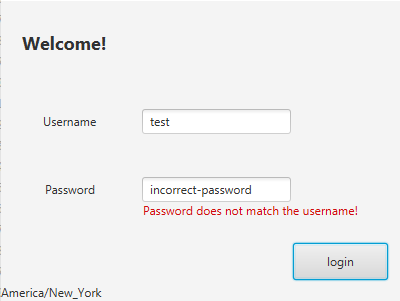 Welcome!
Username
test
Password
incorrect-password
Password does not match the username!
login
America/New_York